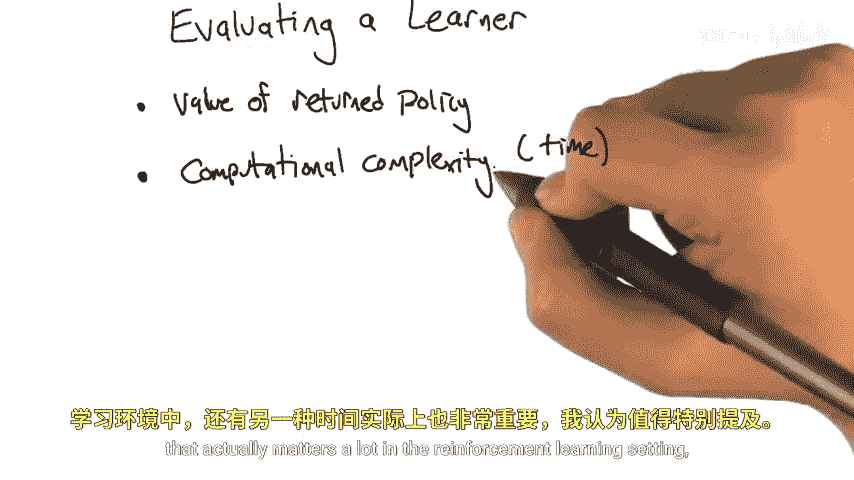 Evaluating a Learner
• Value of returned Policy
• Computational complexity. (time)
学习环境中，还有另一种时间实际上也非常重要，我认为值得特别提及。
that actually matters a lot in the reinforcement learning setting,